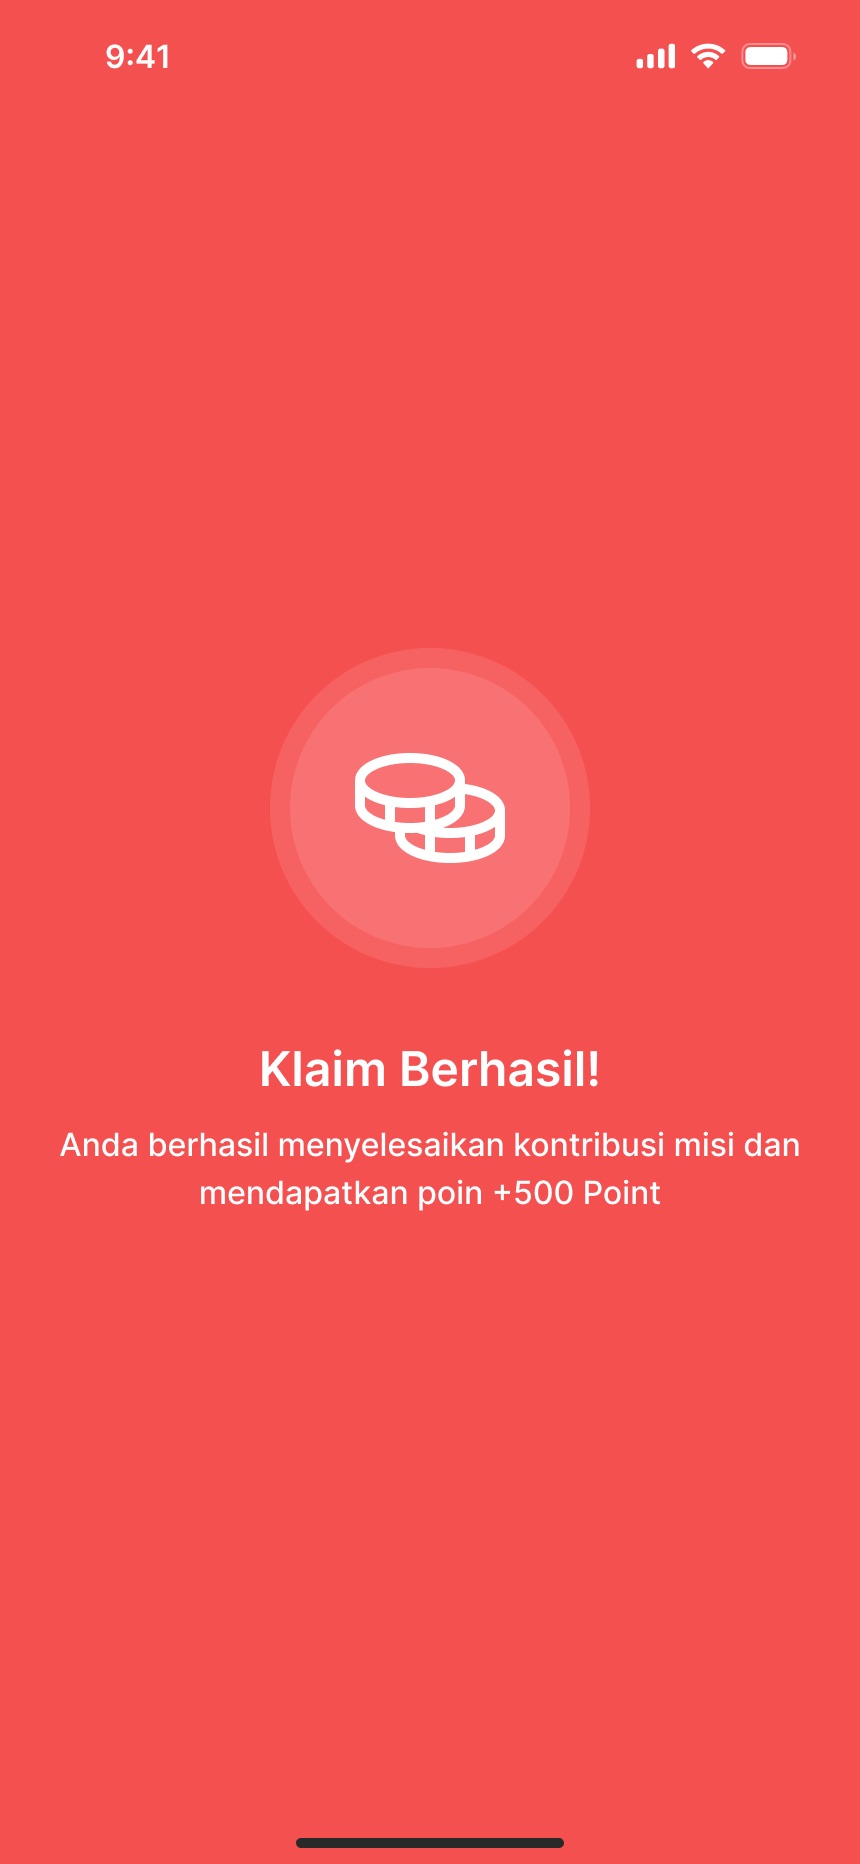 9:41
Klaim Berhasil!
Anda berhasil menyelesaikan kontribusi misi dan
mendapatkan poin +500 Point